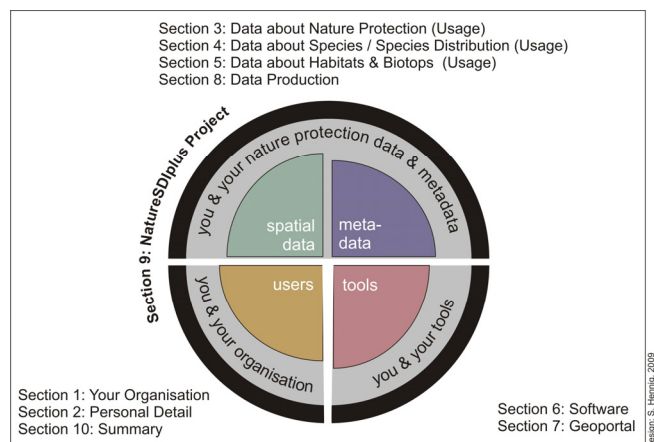 Section 3: Data about Nature Protection (Usage)
Section 4: Data about Species / Species Distribution (Usage)
Section 5: Data about Habitats & Biotops (Usage)
Section 8: Data Production
Section 9: NatureSDIplus Project
you & your nature protection data & metadata
spatial
data
meta-
data
users
tools
you & your organisation
you & your tools
Section 1: Your Organisation
Section 2: Personal Detail
Section 10: Summary
Section 6: Software
Section 7: Geoportal
esign: S. Hennig, 2009